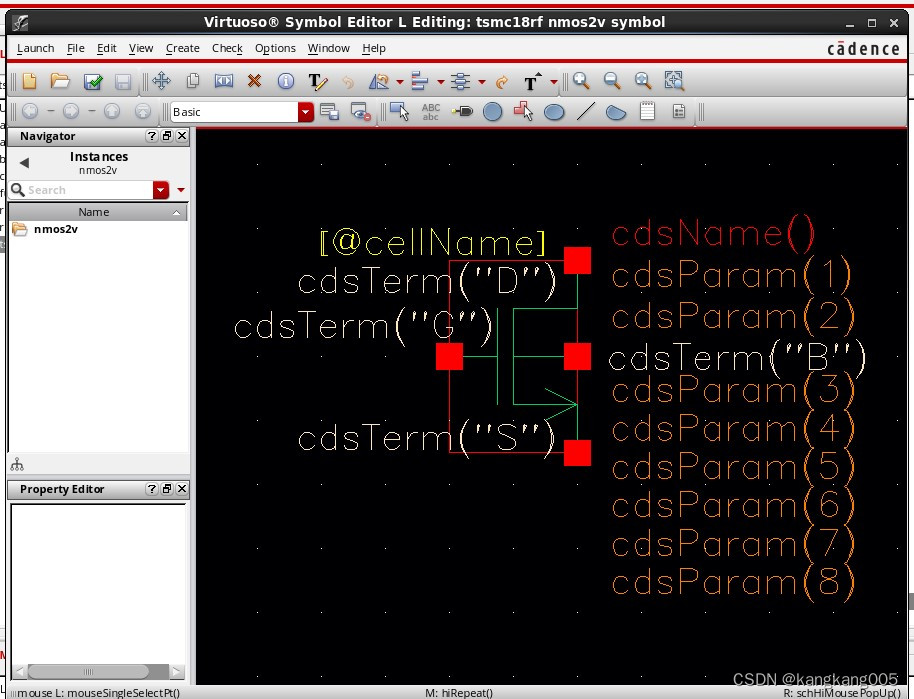 Virtuoso® Symbol Editor L Editing: tsmc18rf nmos2v symbol
Launch File Edit View Create Check Options Window Help
cādence
Basic
ABC
abc
Navigator
Instances
nmos2v
Search
Name
nmos2v
Property Editor
[@cellName]
cdsTerm("D")
cdsTerm("G")
cdsTerm("S")
cdsName()
cdsParam(1)
cdsParam(2)
cdsTerm("B")
cdsParam(3)
cdsParam(4)
cdsParam(5)
cdsParam(6)
cdsParam(7)
cdsParam(8)
CSDN @kangkang005
mouse L: mouseSingleSelectPt() M: hiRepeat() R: schHiMousePopUp()